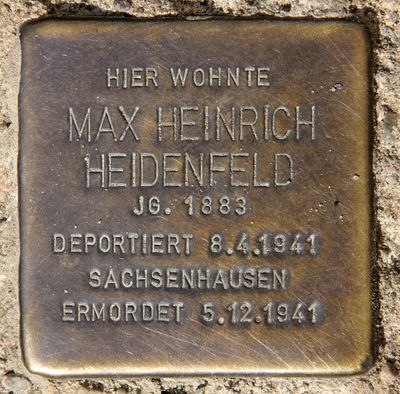 HIER WOHNTE
MAX HEINRICH
HEIDENFELD
JG. 1883
DEPORTIERT 8.4.1941
SACHSENHAUSEN
ERMORDET 5.12.1941